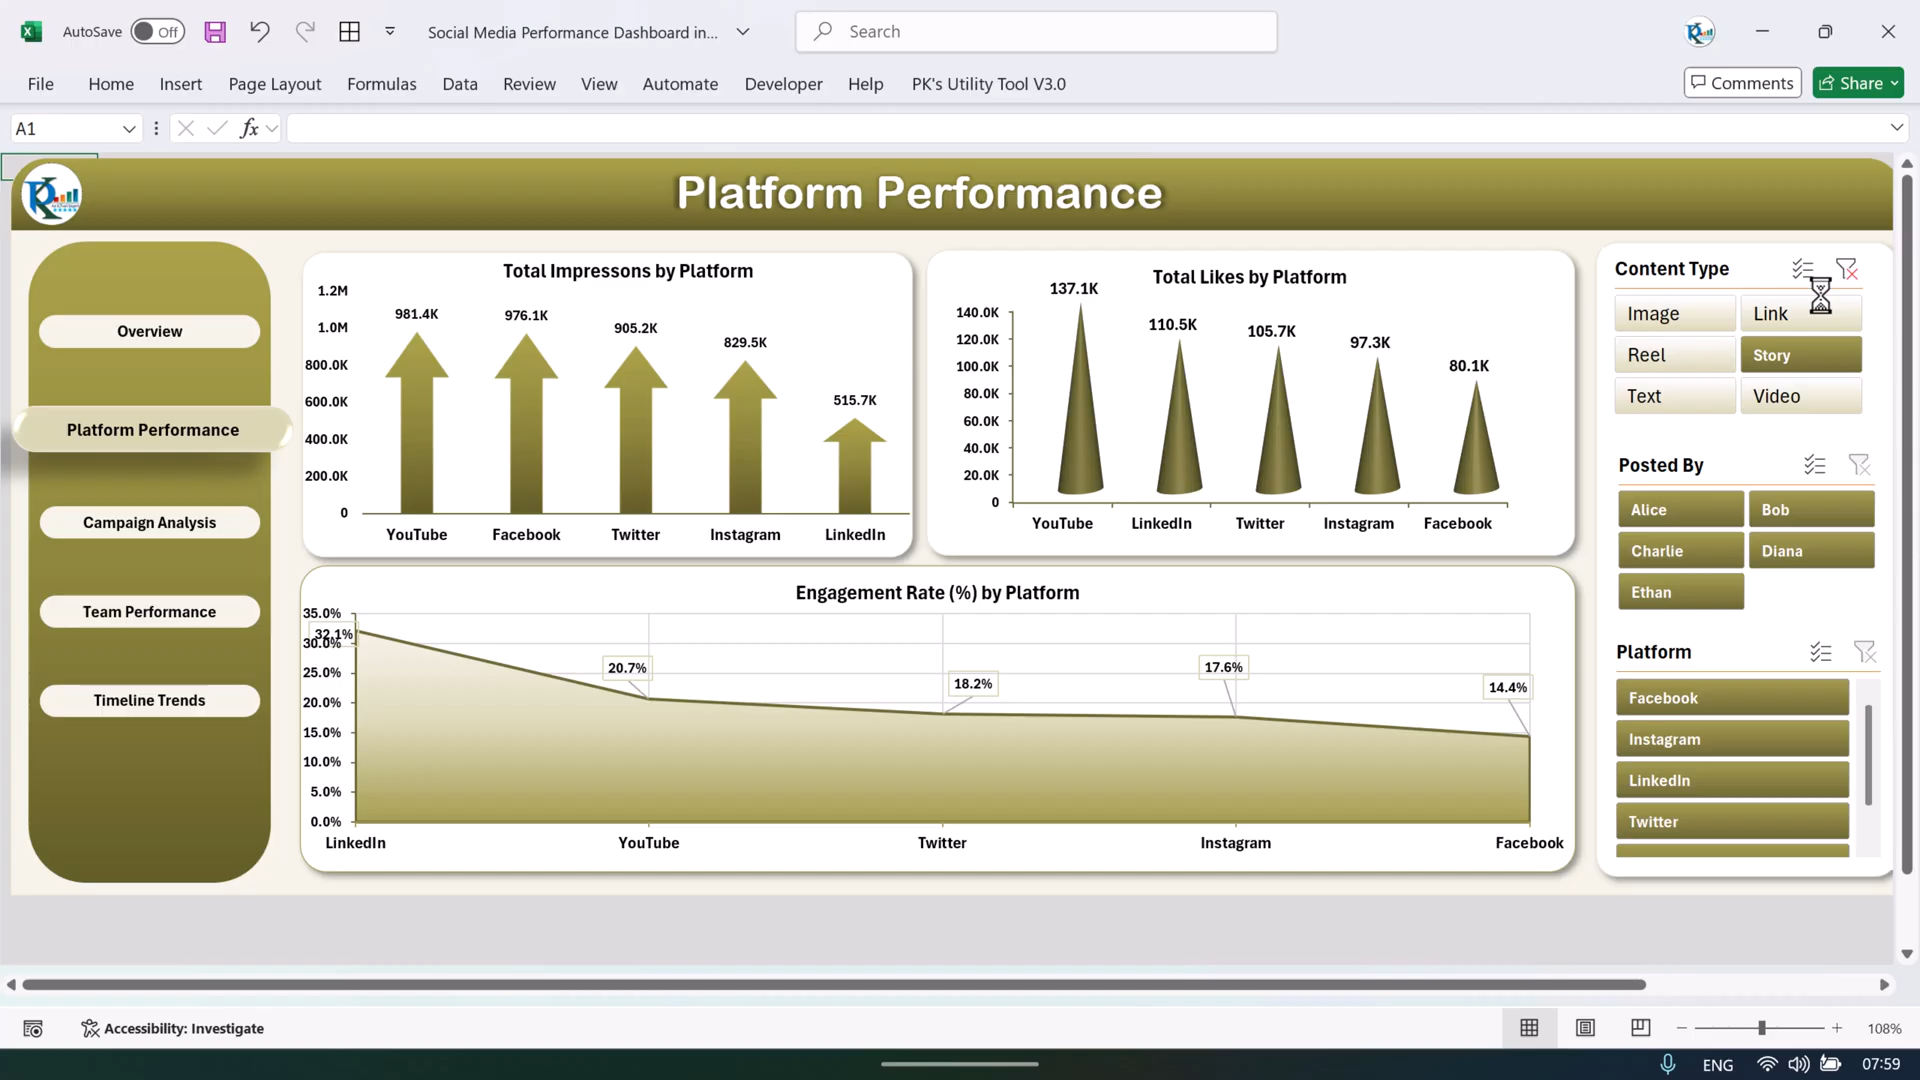 AutoSave Off Social Media Performance Dashboard in... Search
File Home Insert Page Layout Formulas Data Review View Automate Developer Help PK's Utility Tool V3.0 Comments Share
A1 fx
Platform Performance
Overview
Platform Performance
Campaign Analysis
Team Performance
Timeline Trends
Total Impressons by Platform
1.2M
1.0M
800.0K
600.0K
400.0K
200.0K
0
981.4K
976.1K
905.2K
829.5K
515.7K
YouTube Facebook Twitter Instagram LinkedIn
Total Likes by Platform
140.0K
120.0K
100.0K
80.0K
60.0K
40.0K
20.0K
0
137.1K
110.5K
105.7K
97.3K
80.1K
YouTube LinkedIn Twitter Instagram Facebook
Engagement Rate (%) by Platform
35.0%
30.0%
25.0%
20.0%
15.0%
10.0%
5.0%
0.0%
32.1%
20.7%
18.2%
17.6%
14.4%
LinkedIn YouTube Twitter Instagram Facebook
Content Type
Image Link
Reel Story
Text Video
Posted By
Alice Bob
Charlie Diana
Ethan
Platform
Facebook
Instagram
LinkedIn
Twitter
Accessibility: Investigate
108%
ENG 07:59